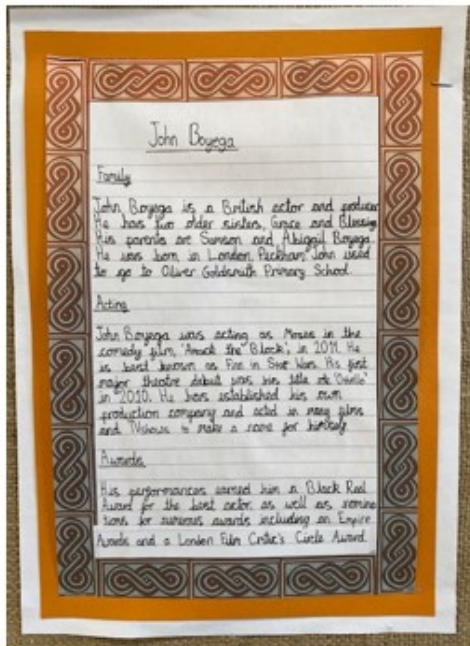 John Boyega
Family
John Boyega is a British actor and producer
He has two older sisters, Grace and Blessing
His parents are Samson and Abigail Boyega.
He was born in London, Peckham. John used
to go to Oliver Goldsmith Primary School.
Acting
John Boyega was acting as Moses in the
comedy film, 'Attack the Block', in 2011. He
is best known as Finn in Star Wars. His first
major theatre debut was his title role 'Othello'
in 2010. He has established his own
production company and acted in many films
and TV shows to make a name for himself.
Awards
His performances earned him a Black Reel
Award for the best actor, as well as nomina
tions for numerous awards including an Empire
Awards and a London Film Critic's Circle Award.